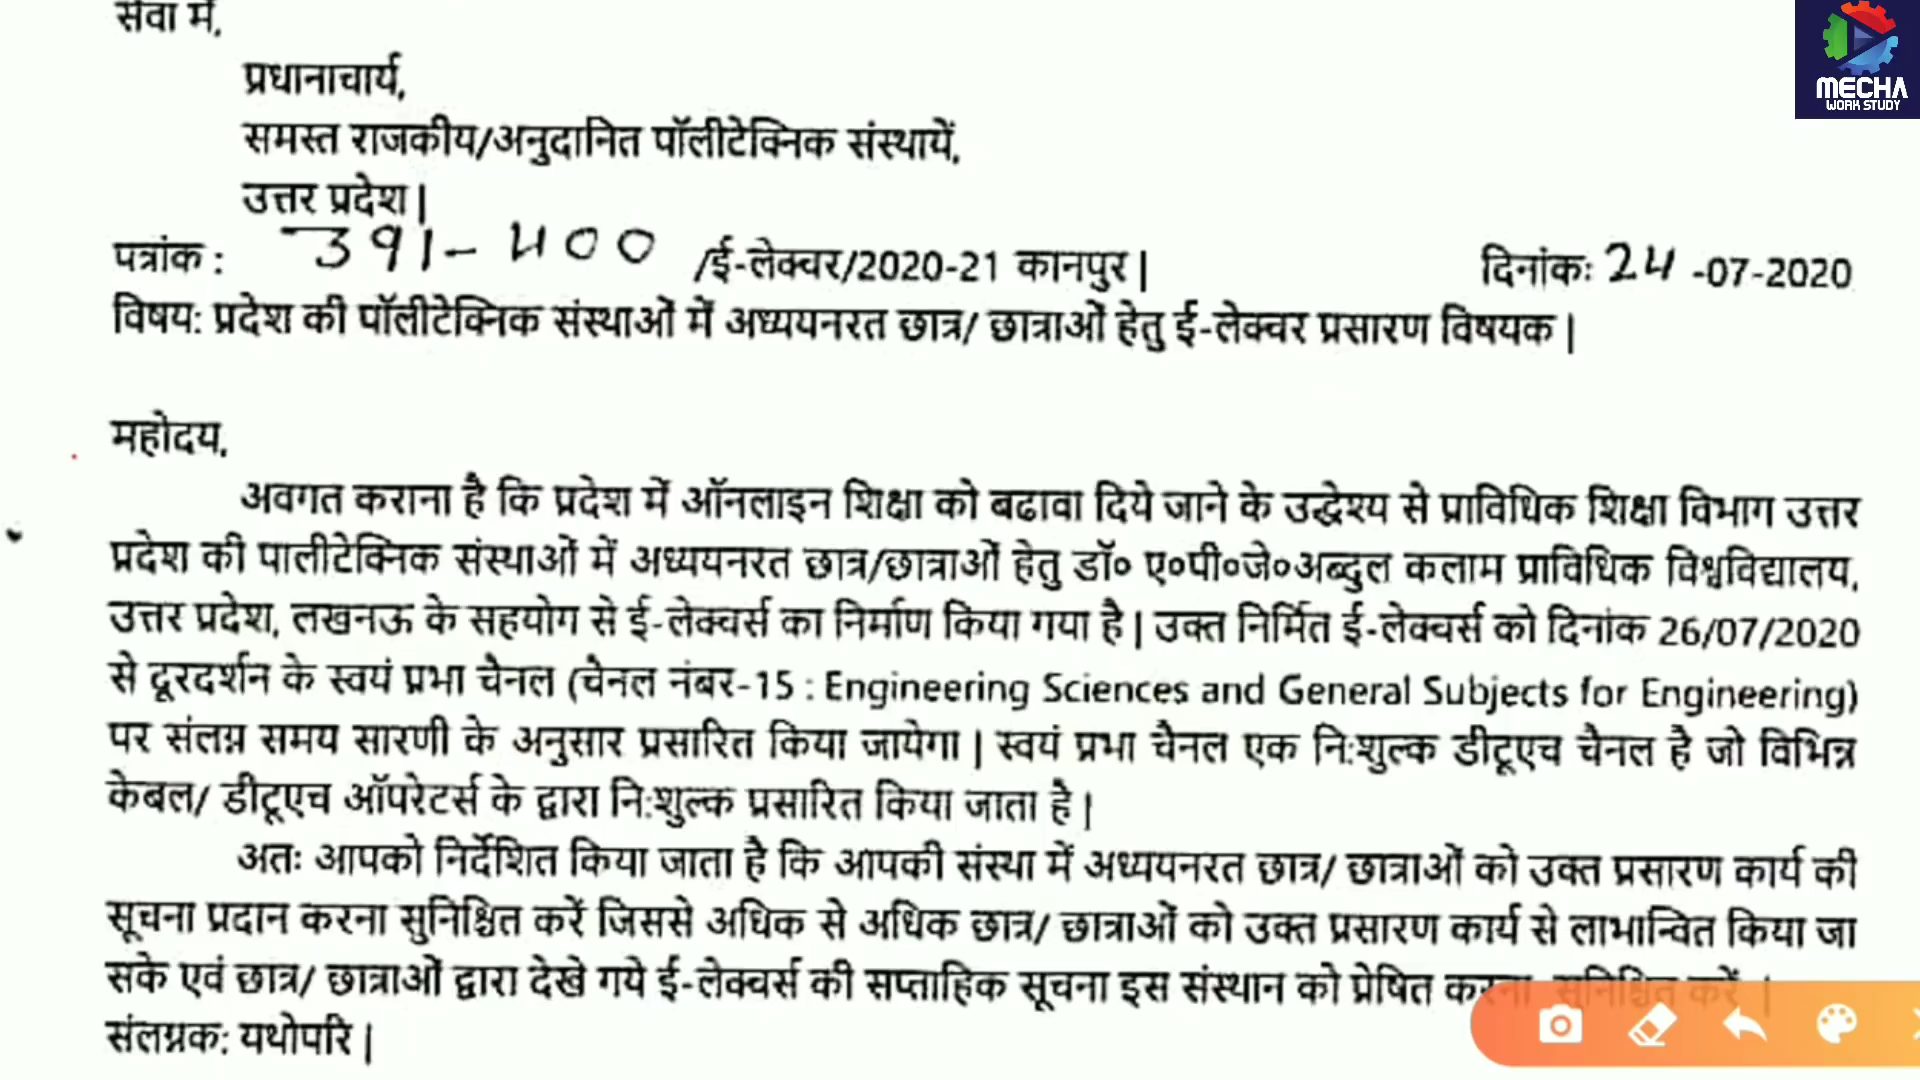 सेवा में,
MECHA
WORK STUDY
प्रधानाचार्य,
समस्त राजकीय/अनुदानित पॉलीटेक्निक संस्थायें,
उत्तर प्रदेश|
पत्रांक : 391-400 /ई-लेक्चर/2020-21 कानपुर| दिनांक: 24 -07-2020
विषय: प्रदेश की पॉलीटेक्निक संस्थाओं में अध्ययनरत छात्र/ छात्राओं हेतु ई-लेक्चर प्रसारण विषयक|
महोदय,
अवगत कराना है कि प्रदेश में ऑनलाइन शिक्षा को बढावा दिये जाने के उद्धेश्य से प्राविधिक शिक्षा विभाग उत्तर
प्रदेश की पालीटेक्निक संस्थाओं में अध्ययनरत छात्र/छात्राओं हेतु डॉ० ए०पी०जे०अब्दुल कलाम प्राविधिक विश्वविद्यालय,
उत्तर प्रदेश, लखनऊ के सहयोग से ई-लेक्चर्स का निर्माण किया गया है| उक्त निर्मित ई-लेक्चर्स को दिनांक 26/07/2020
से दूरदर्शन के स्वयं प्रभा चैनल (चैनल नंबर-15 : Engineering Sciences and General Subjects for Engineering)
पर संलग्न समय सारणी के अनुसार प्रसारित किया जायेगा| स्वयं प्रभा चैनल एक नि:शुल्क डीटूएच चैनल है जो विभिन्न
केबल/ डीटूएच ऑपरेटर्स के द्वारा नि:शुल्क प्रसारित किया जाता है|
अतः आपको निर्देशित किया जाता है कि आपकी संस्था में अध्ययनरत छात्र/ छात्राओं को उक्त प्रसारण कार्य की
सूचना प्रदान करना सुनिश्चित करें जिससे अधिक से अधिक छात्र/ छात्राओं को उक्त प्रसारण कार्य से लाभान्वित किया जा
सके एवं छात्र/ छात्राओं द्वारा देखे गये ई-लेक्चर्स की सप्ताहिक सूचना इस संस्थान को प्रेषित करना सुनिश्चित करें |
संलग्नक: यथोपरि|